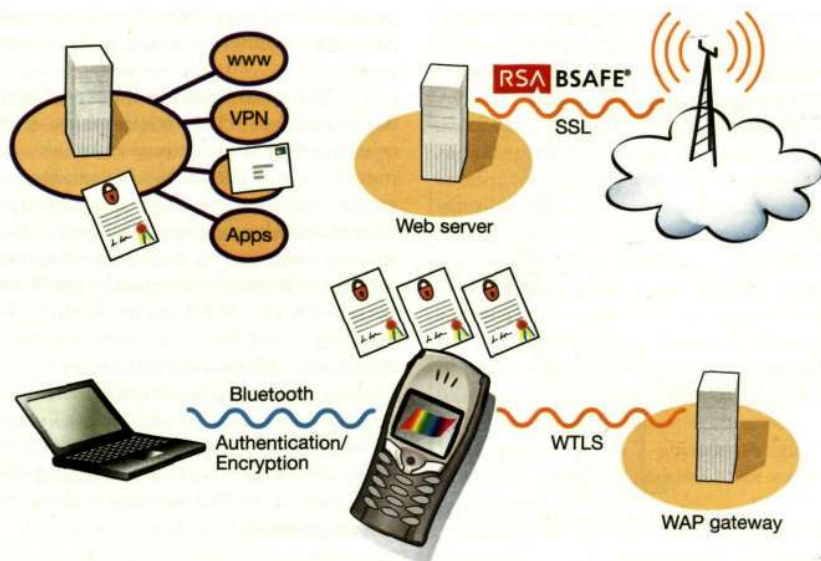 www
VPN
Apps
RSA BSAFE®
SSL
Web server
Bluetooth
Authentication/
Encryption
WTLS
WAP gateway